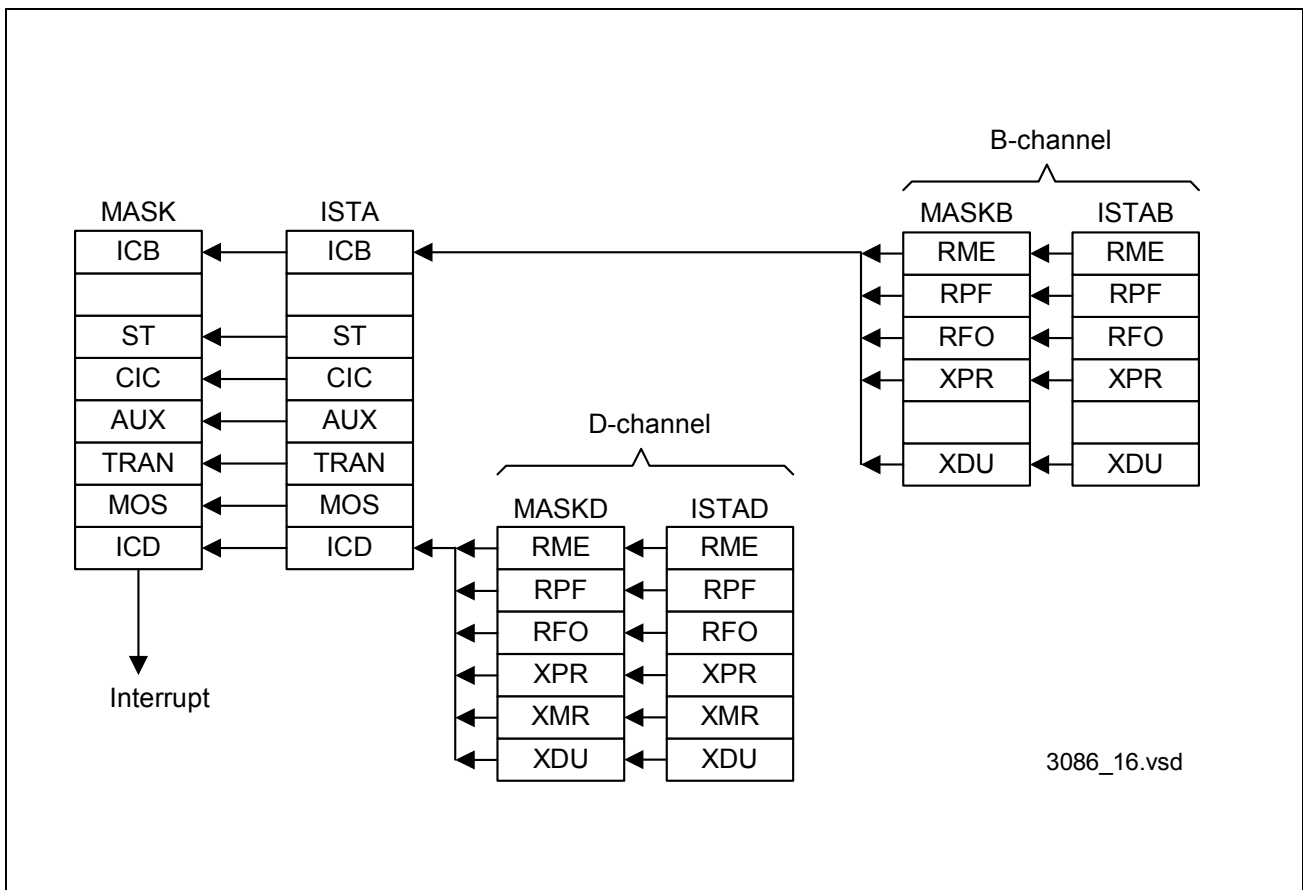 B-channel
MASK ISTA MASKB ISTAB
ICB ICB RME RME
RPF RPF
ST ST RFO RFO
CIC CIC XPR XPR
AUX AUX
D-channel
TRAN TRAN XDU XDU
MOS MOS MASKD ISTAD
ICD ICD RME RME
RPF RPF
RFO RFO
XPR XPR
Interrupt
XMR XMR
XDU XDU
3086_16.vsd